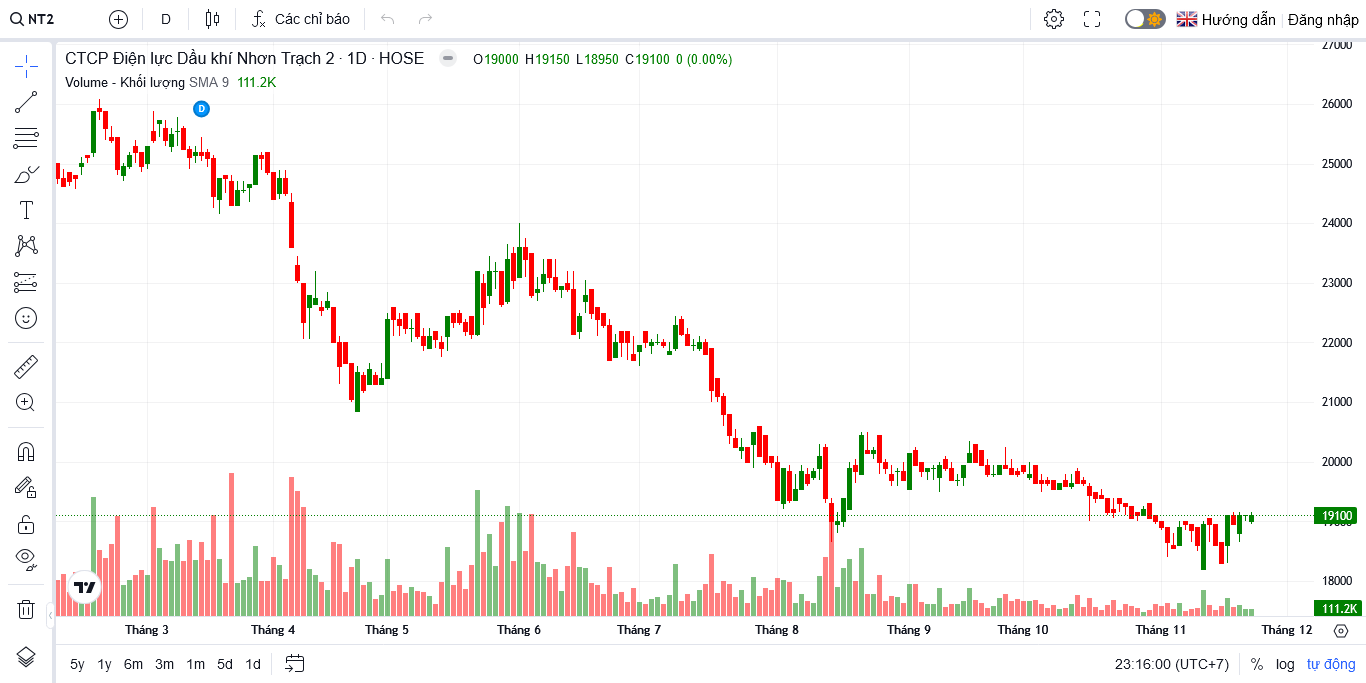 NT2 D Các chỉ báo Hướng dẫn Đăng nhập
CTCP Điện lực Dầu khí Nhơn Trạch 2 · 1D · HOSE O19000 H19150 L18950 C19100 0 (0.00%)
Volume - Khối lượng SMA 9 111.2K
D
27000
26000
25000
24000
23000
22000
21000
20000
19100
19000
18000
111.2K
Tháng 3 Tháng 4 Tháng 5 Tháng 6 Tháng 7 Tháng 8 Tháng 9 Tháng 10 Tháng 11 Tháng 12
5y 1y 6m 3m 1m 5d 1d 23:16:00 (UTC+7) % log tự động